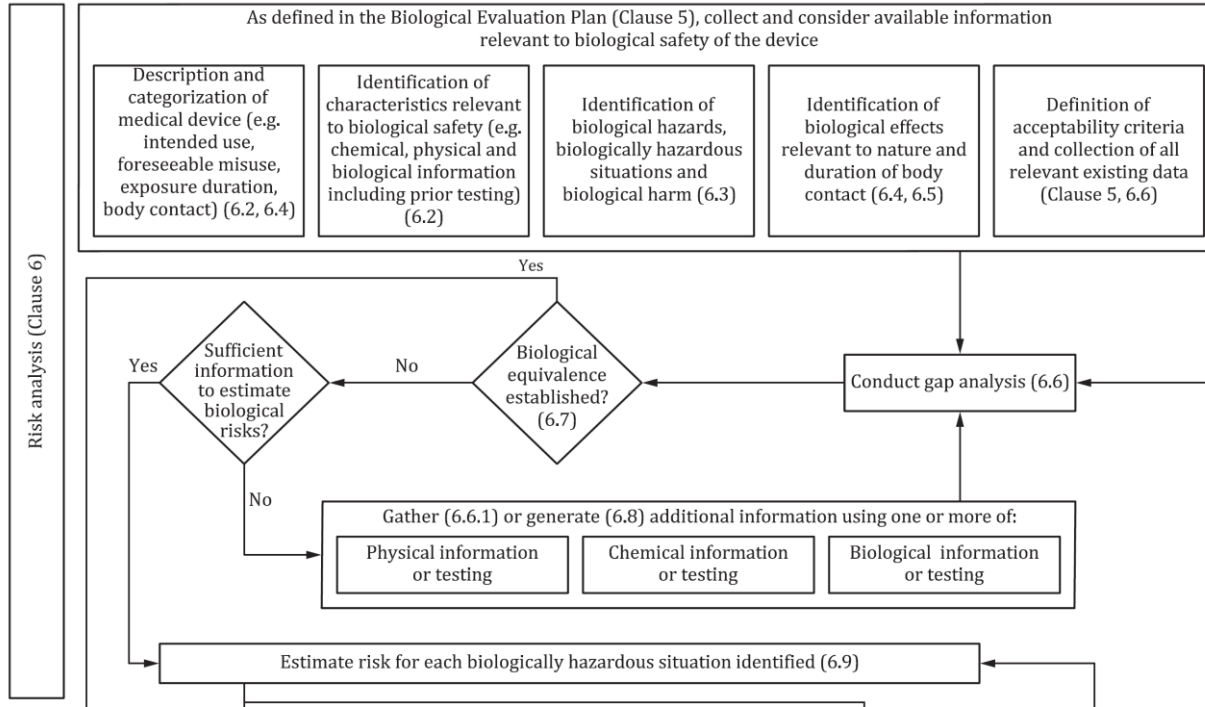 As defined in the Biological Evaluation Plan (Clause 5), collect and consider available information
relevant to biological safety of the device
Description and
categorization of
medical device (e.g.
intended use,
foreseeable misuse,
exposure duration,
body contact) (6.2, 6.4)
Identification of
characteristics relevant
to biological safety (e.g.
chemical, physical and
biological information
including prior testing)
(6.2)
Identification of
biological hazards,
biologically hazardous
situations and
biological harm (6.3)
Identification of
biological effects
relevant to nature and
duration of body
contact (6.4, 6.5)
Definition of
acceptability criteria
and collection of all
relevant existing data
(Clause 5, 6.6)
Risk analysis (Clause 6)
Yes
Yes
Sufficient
information
to estimate
biological
risks?
No
Biological
equivalence
established?
(6.7)
Conduct gap analysis (6.6)
No
Gather (6.6.1) or generate (6.8) additional information using one or more of:
Physical information
or testing
Chemical information
or testing
Biological information
or testing
Estimate risk for each biologically hazardous situation identified (6.9)